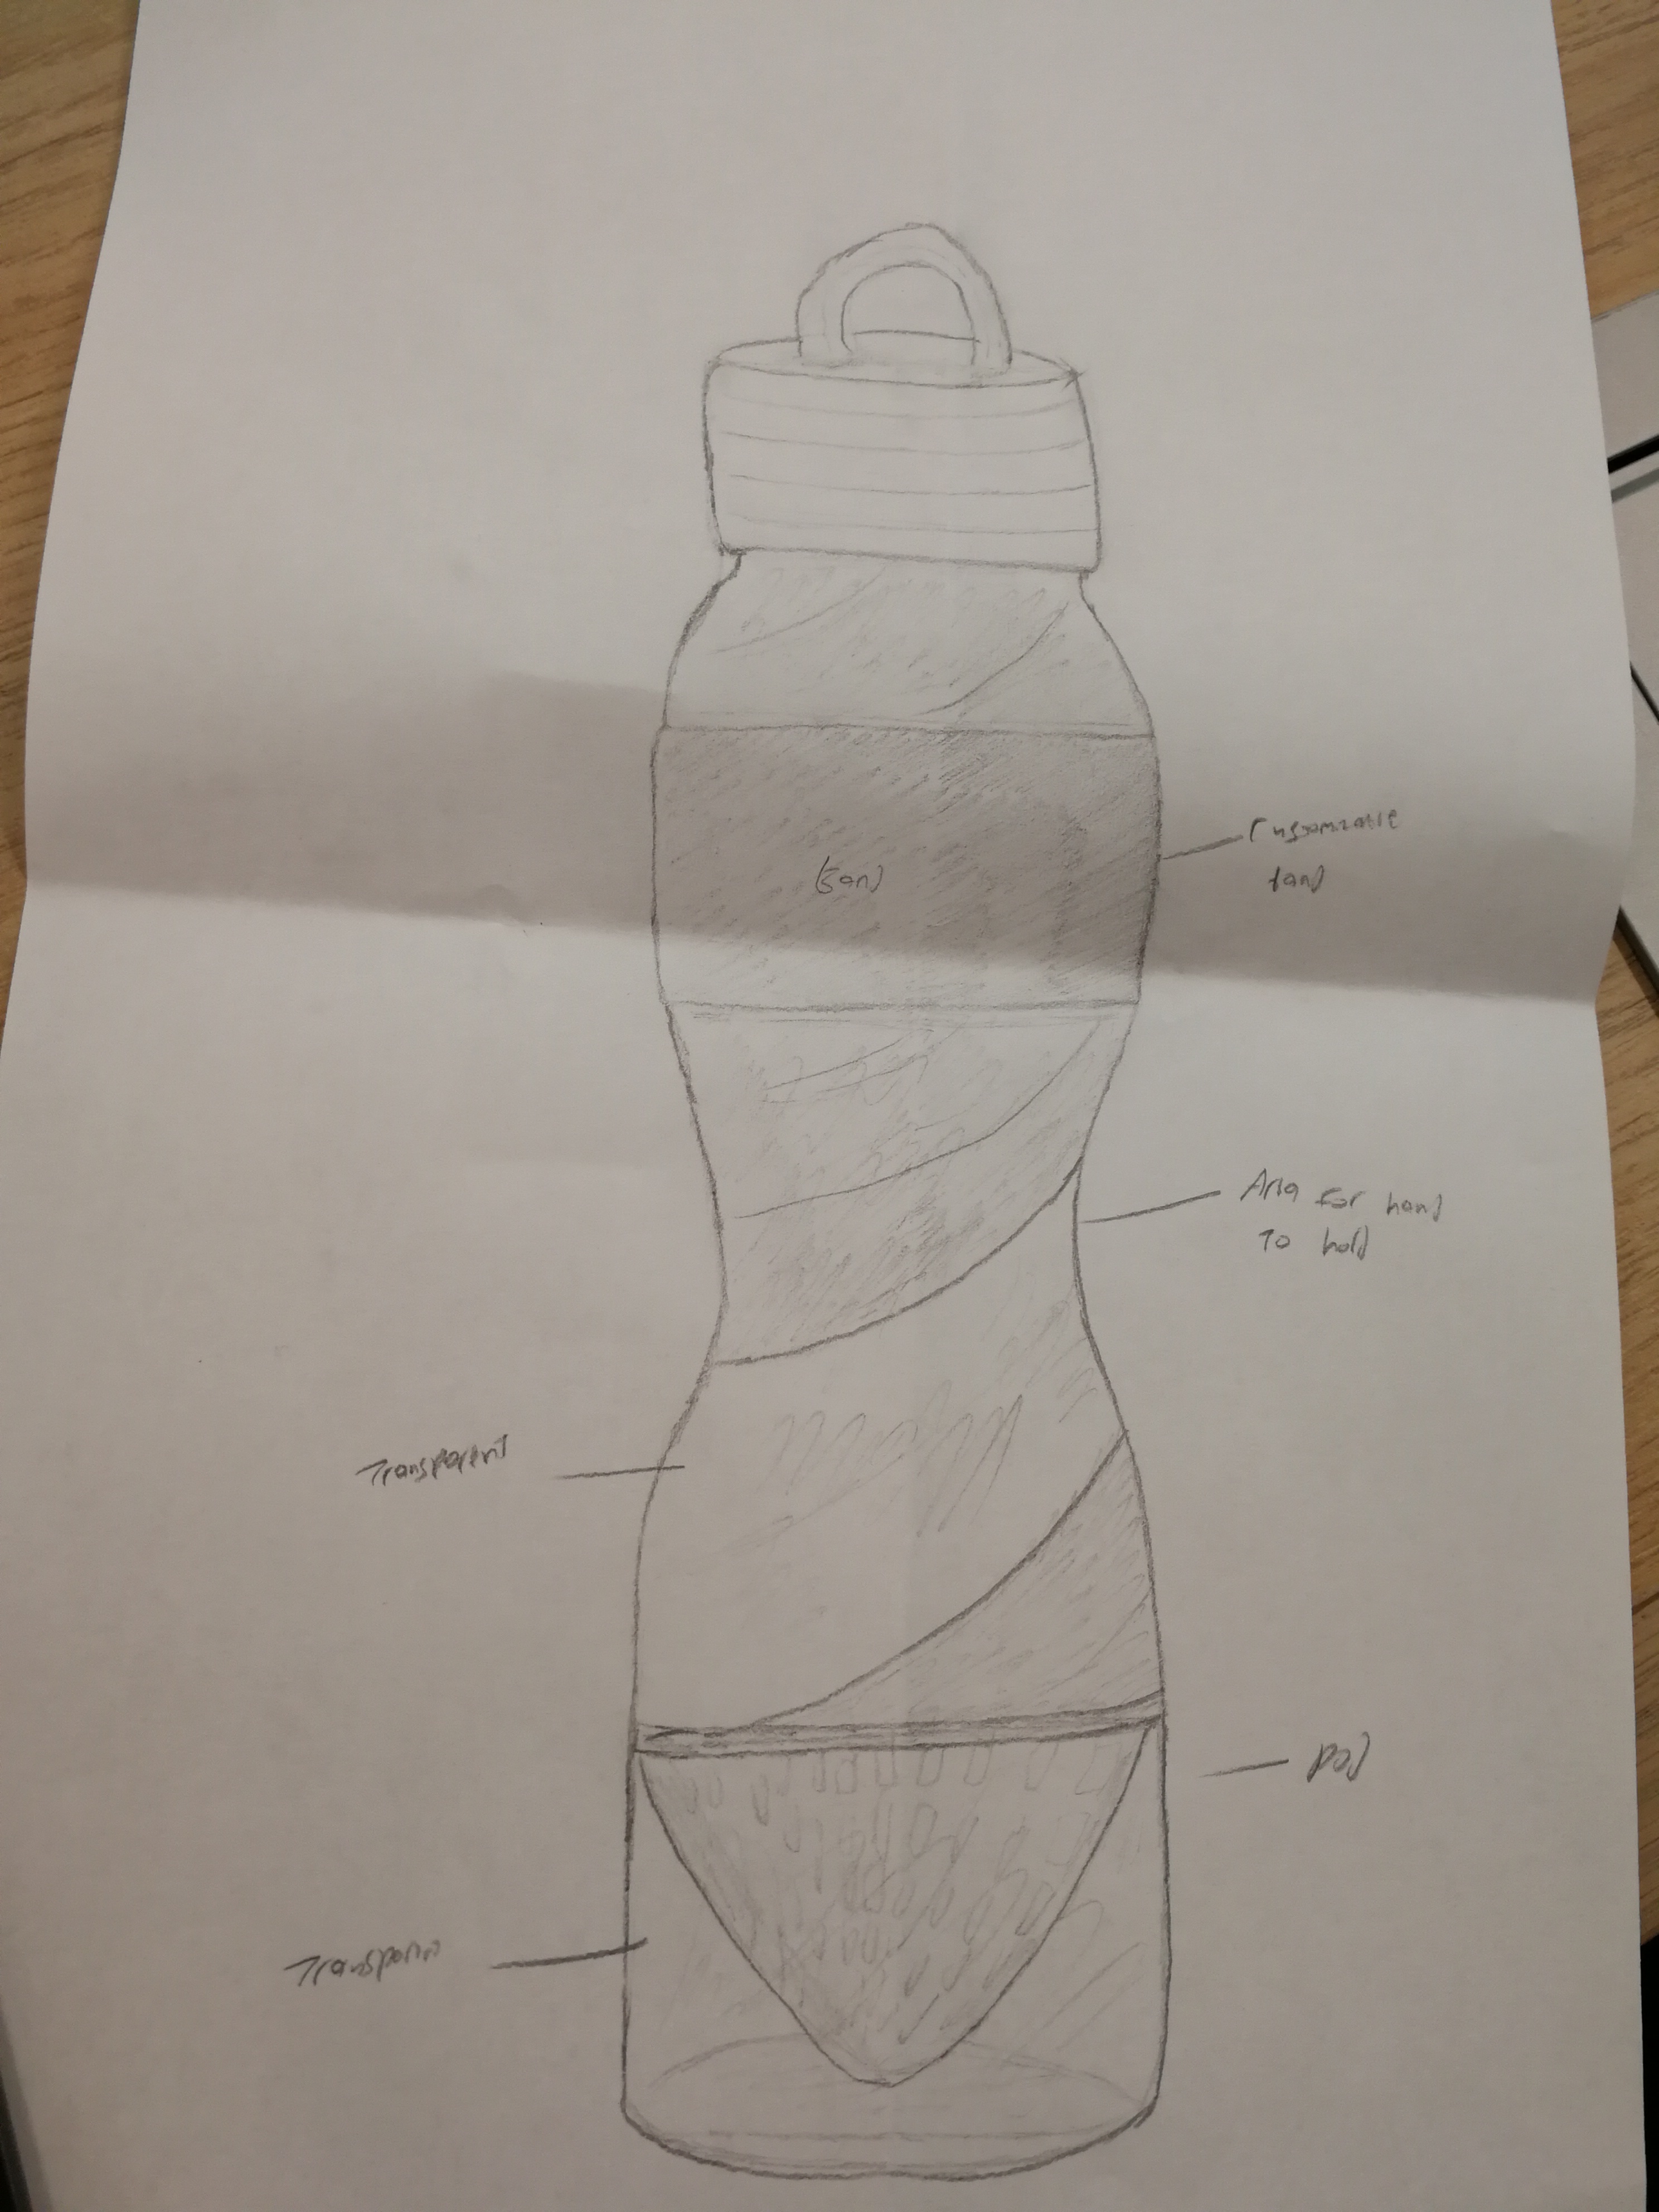 Customizable
band
(band)
Area for hand
to hold
Transparent
pod
Transparent